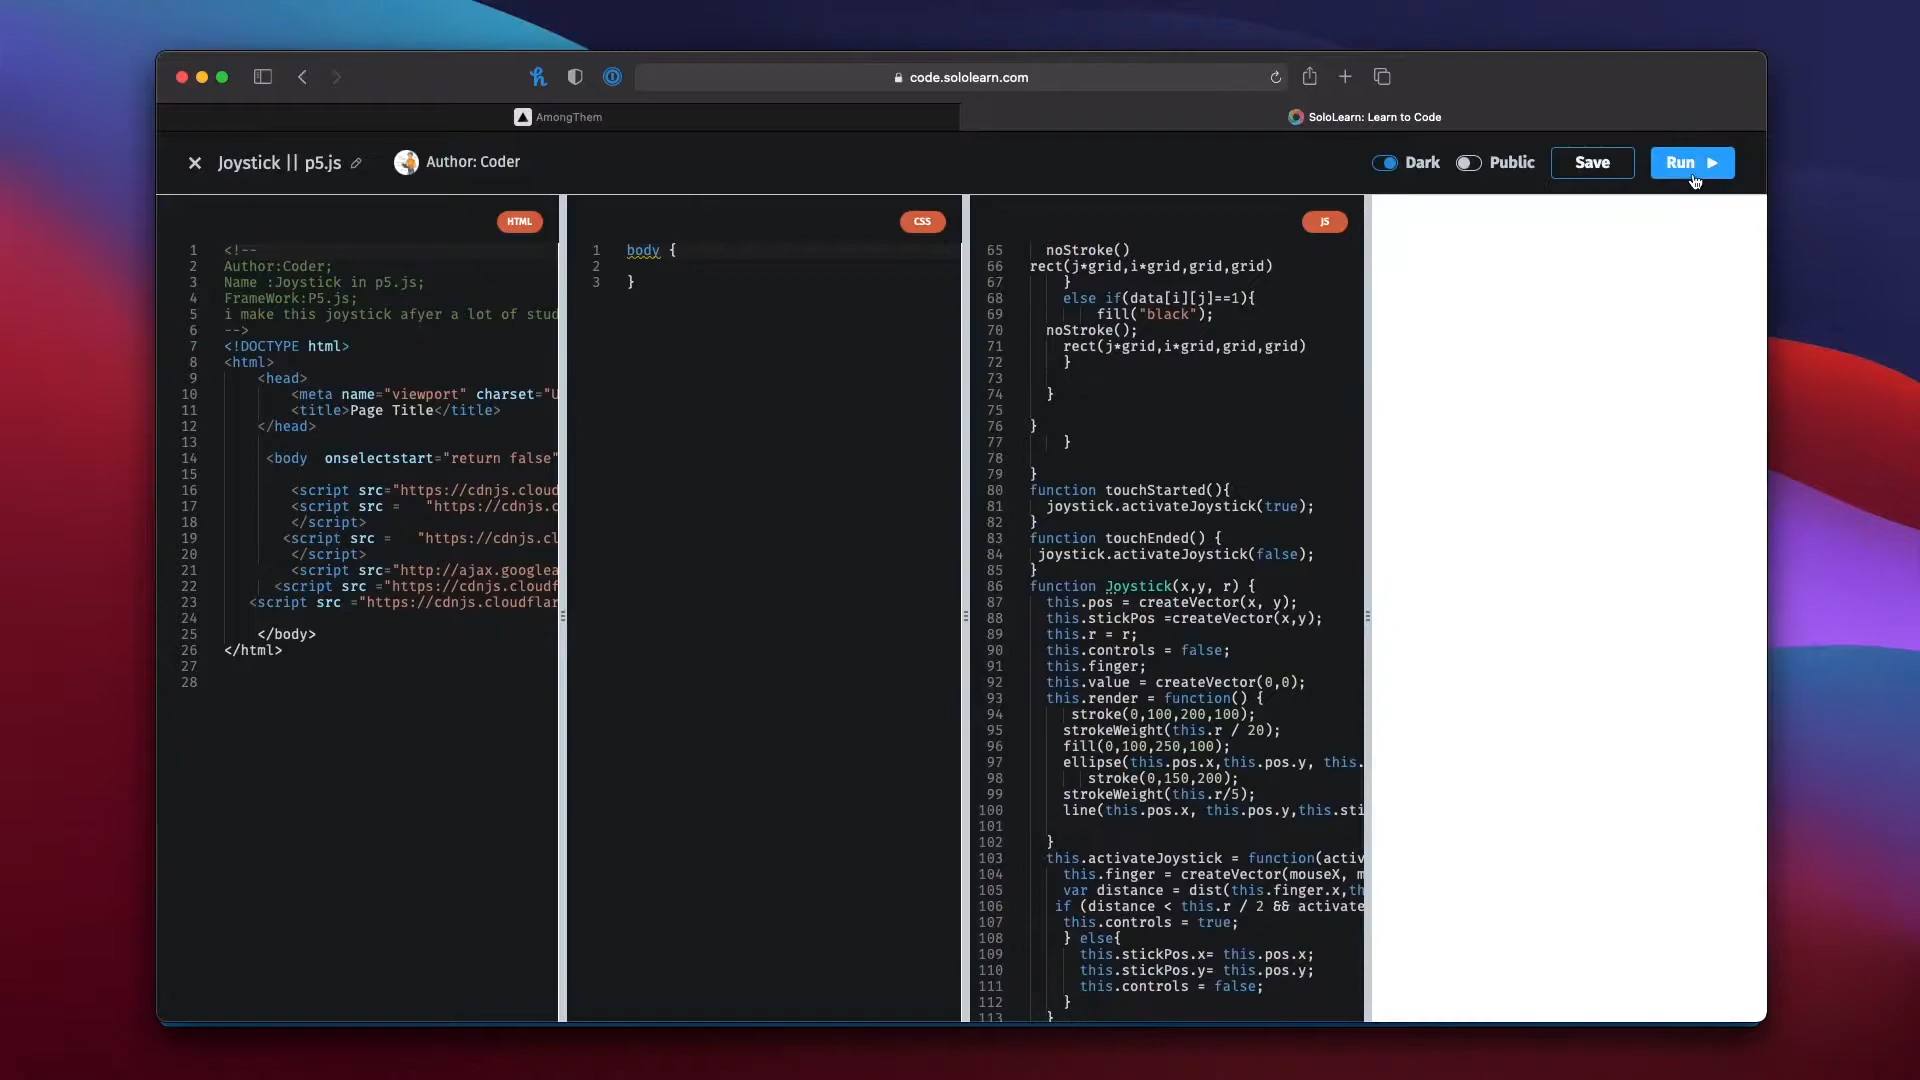 code.sololearn.com
AmongThem
SoloLearn: Learn to Code
Joystick || p5.js
Author: Coder
Dark
Public
Save
Run
HTML
1 <!--
2 Author:Coder;
3 Name :Joystick in p5.js;
4 FrameWork:P5.js;
5 i make this joystick afyer a lot of stud
6 -->
7 <!DOCTYPE html>
8 <html>
9 <head>
10 <meta name="viewport" charset="U
11 <title>Page Title</title>
12 </head>
13
14 <body onselectstart="return false"
15
16 <script src="https://cdnjs.cloud
17 <script src = "https://cdnjs.c
18 </script>
19 <script src = "https://cdnjs.cl
20 </script>
21 <script src="http://ajax.googlea
22 <script src ="https://cdnjs.cloudf
23 <script src ="https://cdnjs.cloudflar
24
25 </body>
26 </html>
27
28
CSS
1 body {
2
3 }
JS
65 noStroke()
66 rect(j*grid,i*grid,grid,grid)
67 }
68 else if(data[i][j]==1){
69 fill("black");
70 noStroke();
71 rect(j*grid,i*grid,grid,grid)
72 }
73
74 }
75
76 }
77 }
78
79 }
80 function touchStarted(){
81 joystick.activateJoystick(true);
82 }
83 function touchEnded() {
84 joystick.activateJoystick(false);
85 }
86 function Joystick(x,y, r) {
87 this.pos = createVector(x, y);
88 this.stickPos =createVector(x,y);
89 this.r = r;
90 this.controls = false;
91 this.finger;
92 this.value = createVector(0,0);
93 this.render = function() {
94 stroke(0,100,200,100);
95 strokeWeight(this.r / 20);
96 fill(0,100,250,100);
97 ellipse(this.pos.x,this.pos.y, this.
98 stroke(0,150,200);
99 strokeWeight(this.r/5);
100 line(this.pos.x, this.pos.y,this.sti
101
102 }
103 this.activateJoystick = function(activ
104 this.finger = createVector(mouseX, m
105 var distance = dist(this.finger.x,th
106 if (distance < this.r / 2 && activate
107 this.controls = true;
108 } else{
109 this.stickPos.x= this.pos.x;
110 this.stickPos.y= this.pos.y;
111 this.controls = false;
112 }
113 }